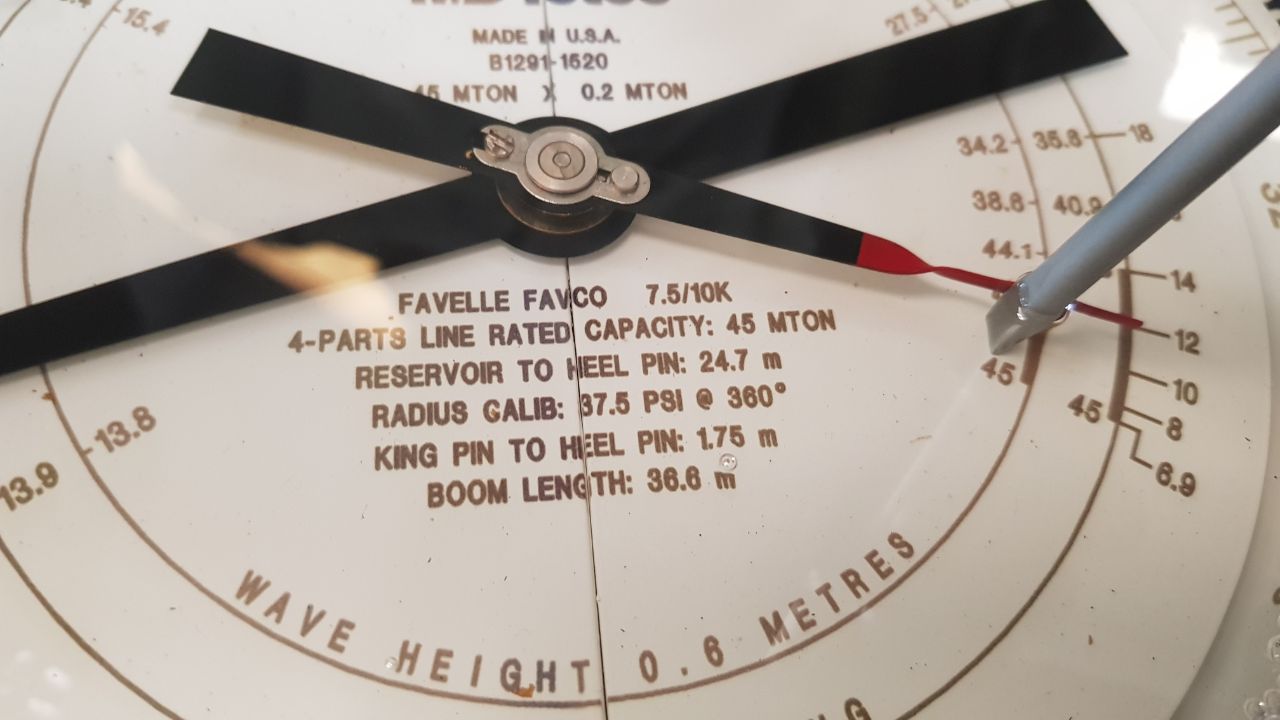 MADE IN U.S.A.
B1291-1520
45 MTON X 0.2 MTON
15.4
27.5
34.2 35.8 18
38.8 40.9
44.1
14
12
10
8
6.9
45
45
FAVELLE FAVCO 7.5/10K
4-PARTS LINE RATED CAPACITY: 45 MTON
RESERVOIR TO HEEL PIN: 24.7 m
RADIUS CALIB: 37.5 PSI @ 360°
KING PIN TO HEEL PIN: 1.75 m
BOOM LENGTH: 36.6 m
13.8
13.9
WAVE HEIGHT 0.6 METRES